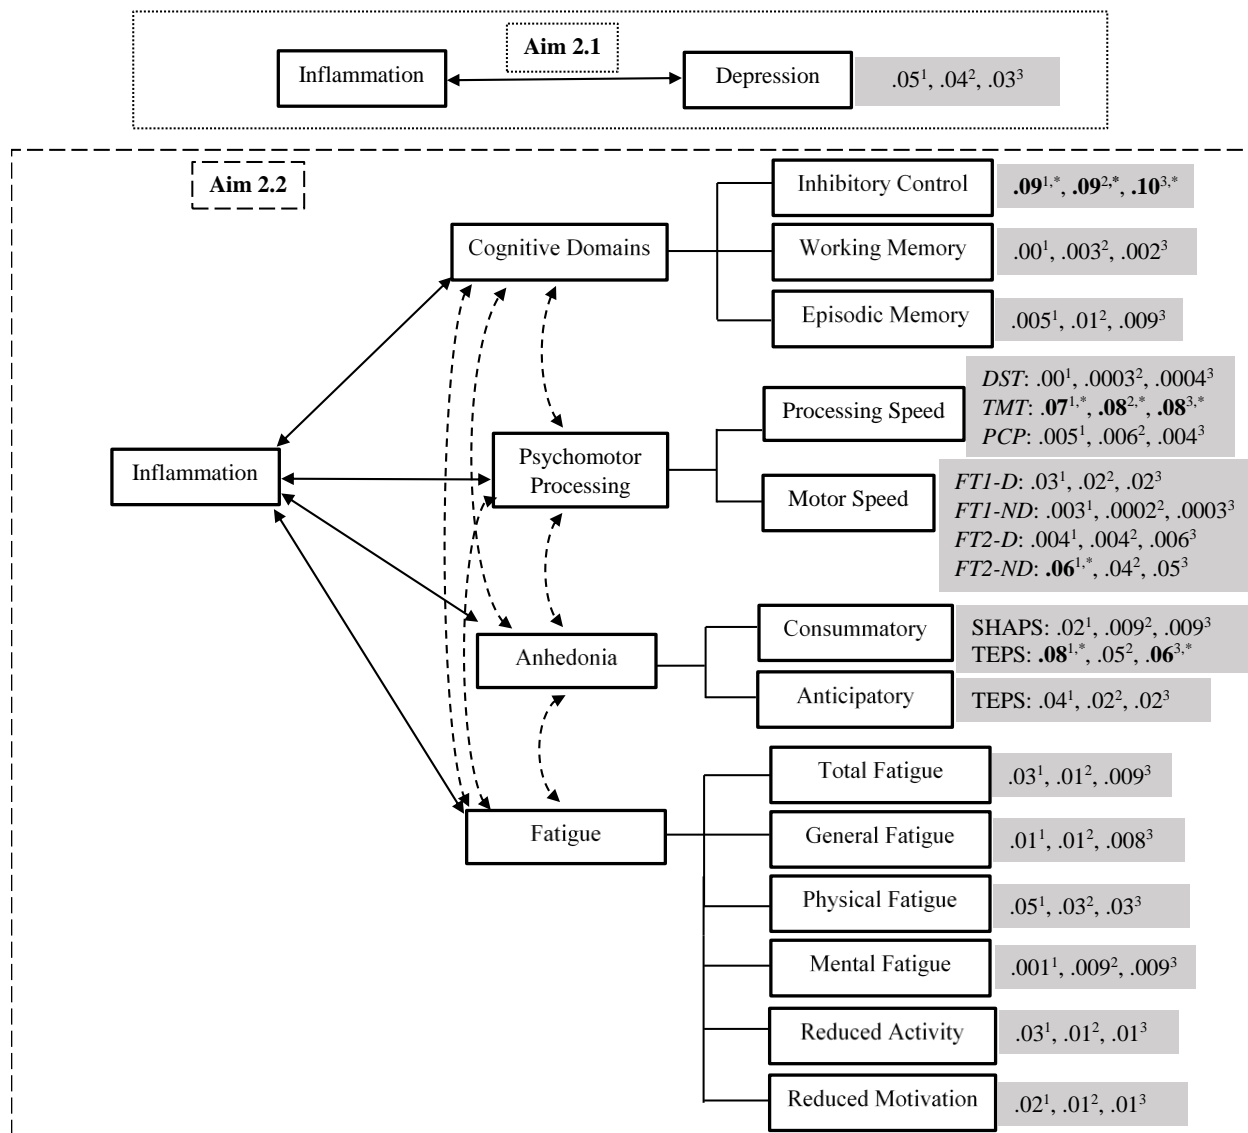 Aim 2.1
Inflammation
Depression
.05¹, .04², .03³
Aim 2.2
Inflammation
Cognitive Domains
Inhibitory Control
.09¹,*, .09²,*, .10³,*
Working Memory
.00¹, .003², .002³
Episodic Memory
.005¹, .01², .009³
Psychomotor
Processing
Processing Speed
DST: .00¹, .0003², .0004³
TMT: .07¹,*, .08²,*, .08³,*
PCP: .005¹, .006², .004³
Motor Speed
FT1-D: .03¹, .02², .02³
FT1-ND: .003¹, .0002², .0003³
FT2-D: .004¹, .004², .006³
FT2-ND: .06¹,*, .04², .05³
Anhedonia
Consummatory
SHAPS: .02¹, .009², .009³
TEPS: .08¹,*, .05², .06³,*
Anticipatory
TEPS: .04¹, .02², .02³
Fatigue
Total Fatigue
.03¹, .01², .009³
General Fatigue
.01¹, .01², .008³
Physical Fatigue
.05¹, .03², .03³
Mental Fatigue
.001¹, .009², .009³
Reduced Activity
.03¹, .01², .01³
Reduced Motivation
.02¹, .01², .01³